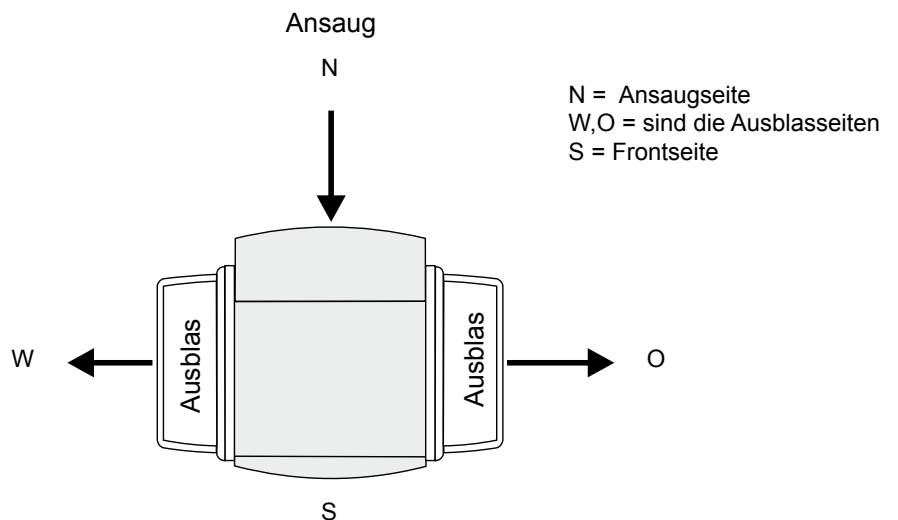 Ansaug
N
N = Ansaugseite
W,O = sind die Ausblasseiten
S = Frontseite
W
Ausblas
Ausblas
O
S